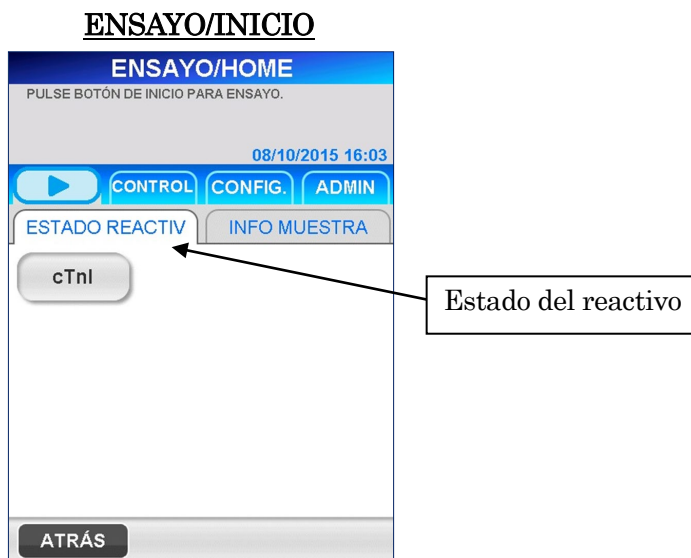 ENSAYO/INICIO
ENSAYO/HOME
PULSE BOTÓN DE INICIO PARA ENSAYO.
08/10/2015 16:03
CONTROL CONFIG. ADMIN
ESTADO REACTIV INFO MUESTRA
cTnI
Estado del reactivo
ATRÁS